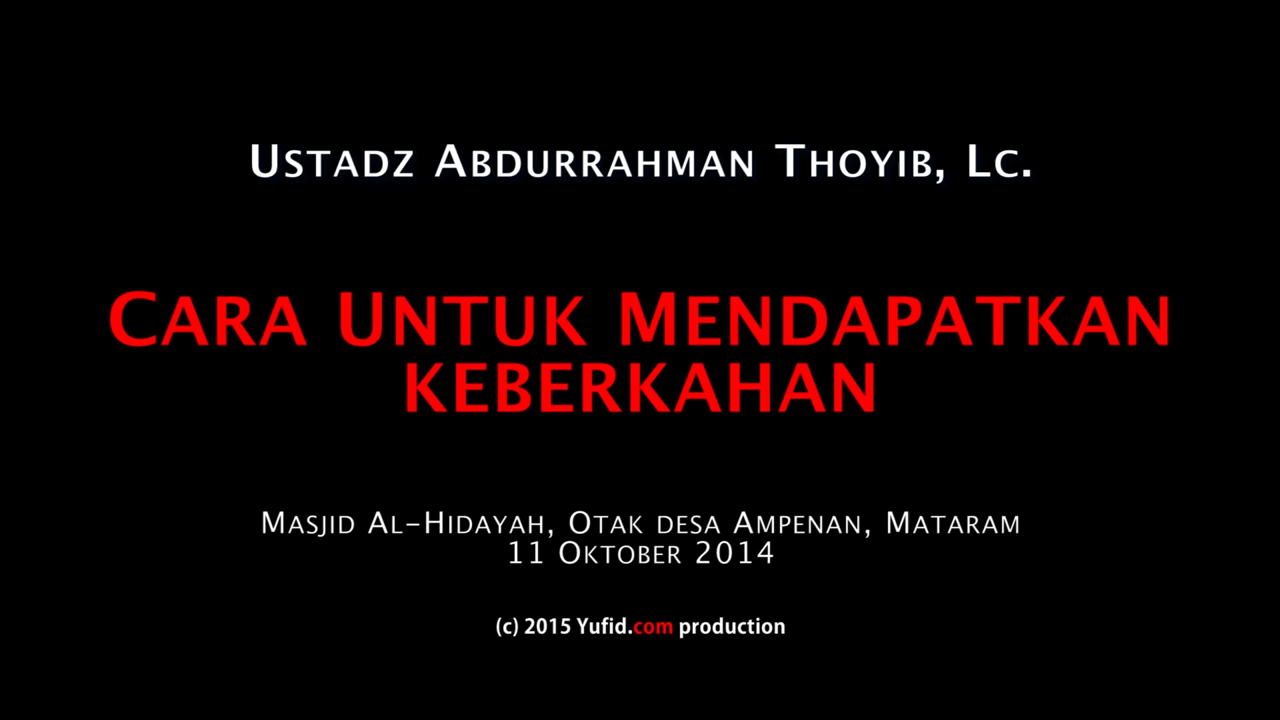 Ustadz Abdurrahman Thoyib, Lc.
Cara Untuk Mendapatkan
keberkahan
Masjid Al-Hidayah, Otak desa Ampenan, Mataram
11 Oktober 2014
(c) 2015 Yufid.com production